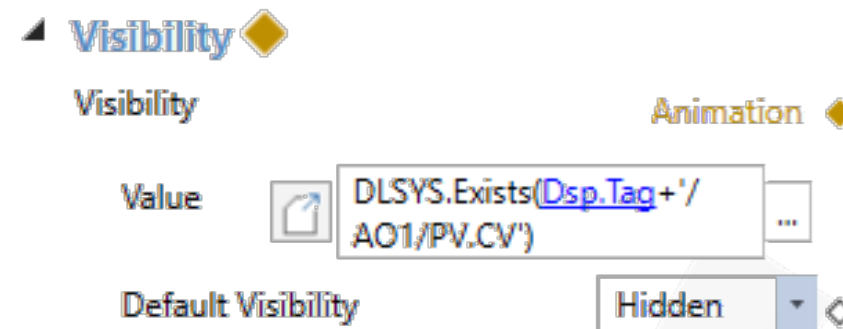 Visibility
Visibility
Animation
Value
DLSYS.Exists(Dsp.Tag+'/
AO1/PV.CV')
...
Default Visibility
Hidden